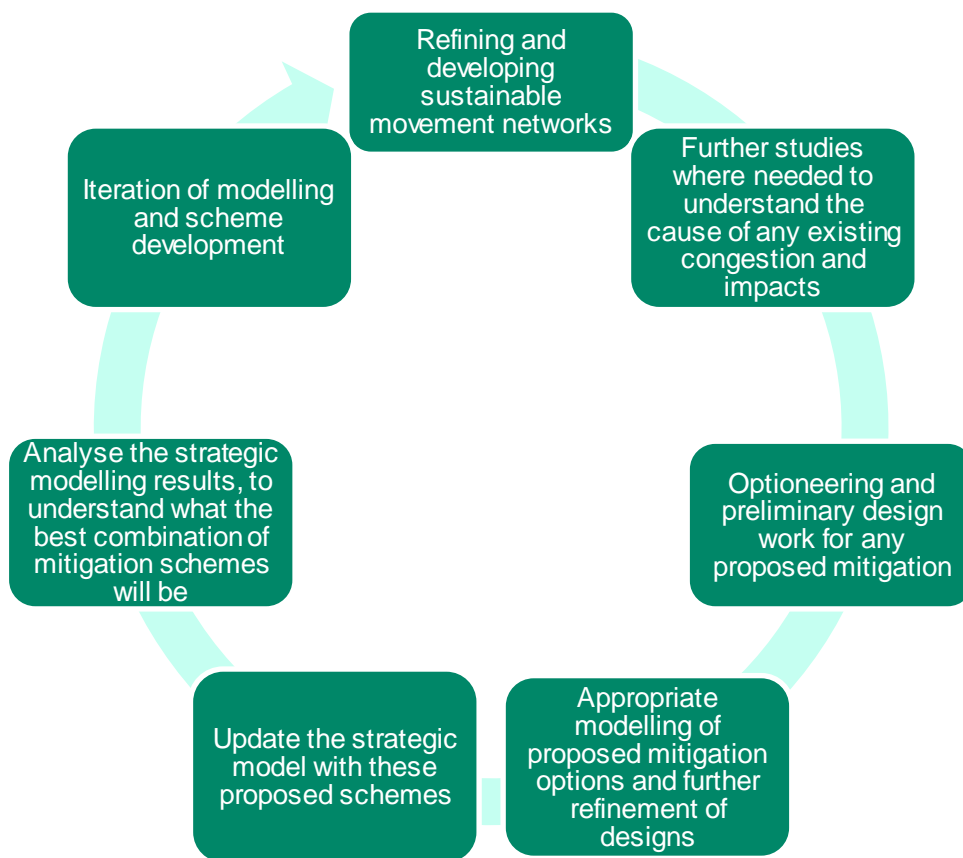 Refining and
developing
sustainable
movement networks
Further studies
where needed to
understand the
cause of any existing
congestion and
impacts
Optioneering and
preliminary design
work for any
proposed mitigation
Appropriate
modelling of
proposed mitigation
options and further
refinement of
designs
Update the strategic
model with these
proposed schemes
Analyse the strategic
modelling results, to
understand what the
best combination of
mitigation schemes
will be
Iteration of modelling
and scheme
development